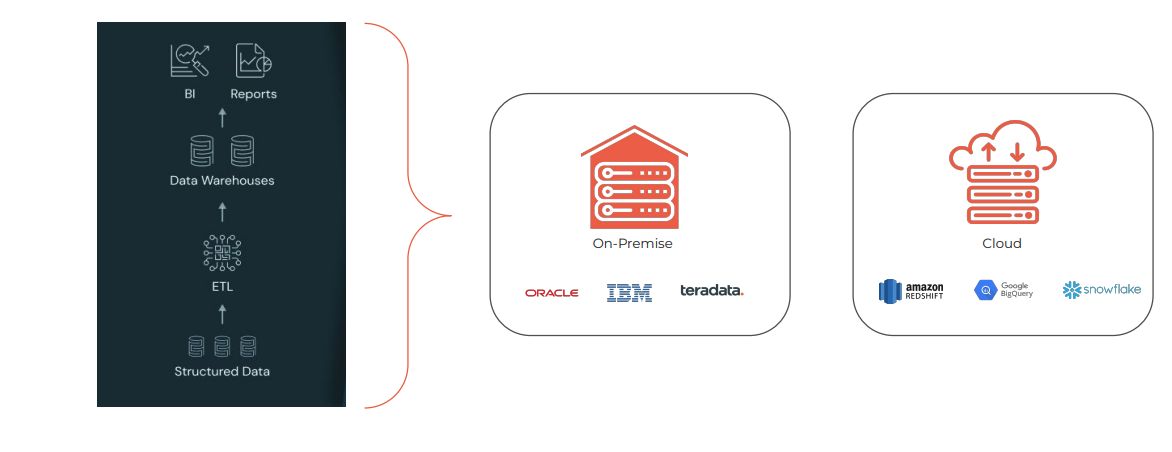 BI
Reports
Data Warehouses
ETL
Structured Data
On-Premise
ORACLE
IBM
teradata.
Cloud
amazon
REDSHIFT
Google
BigQuery
snowflake